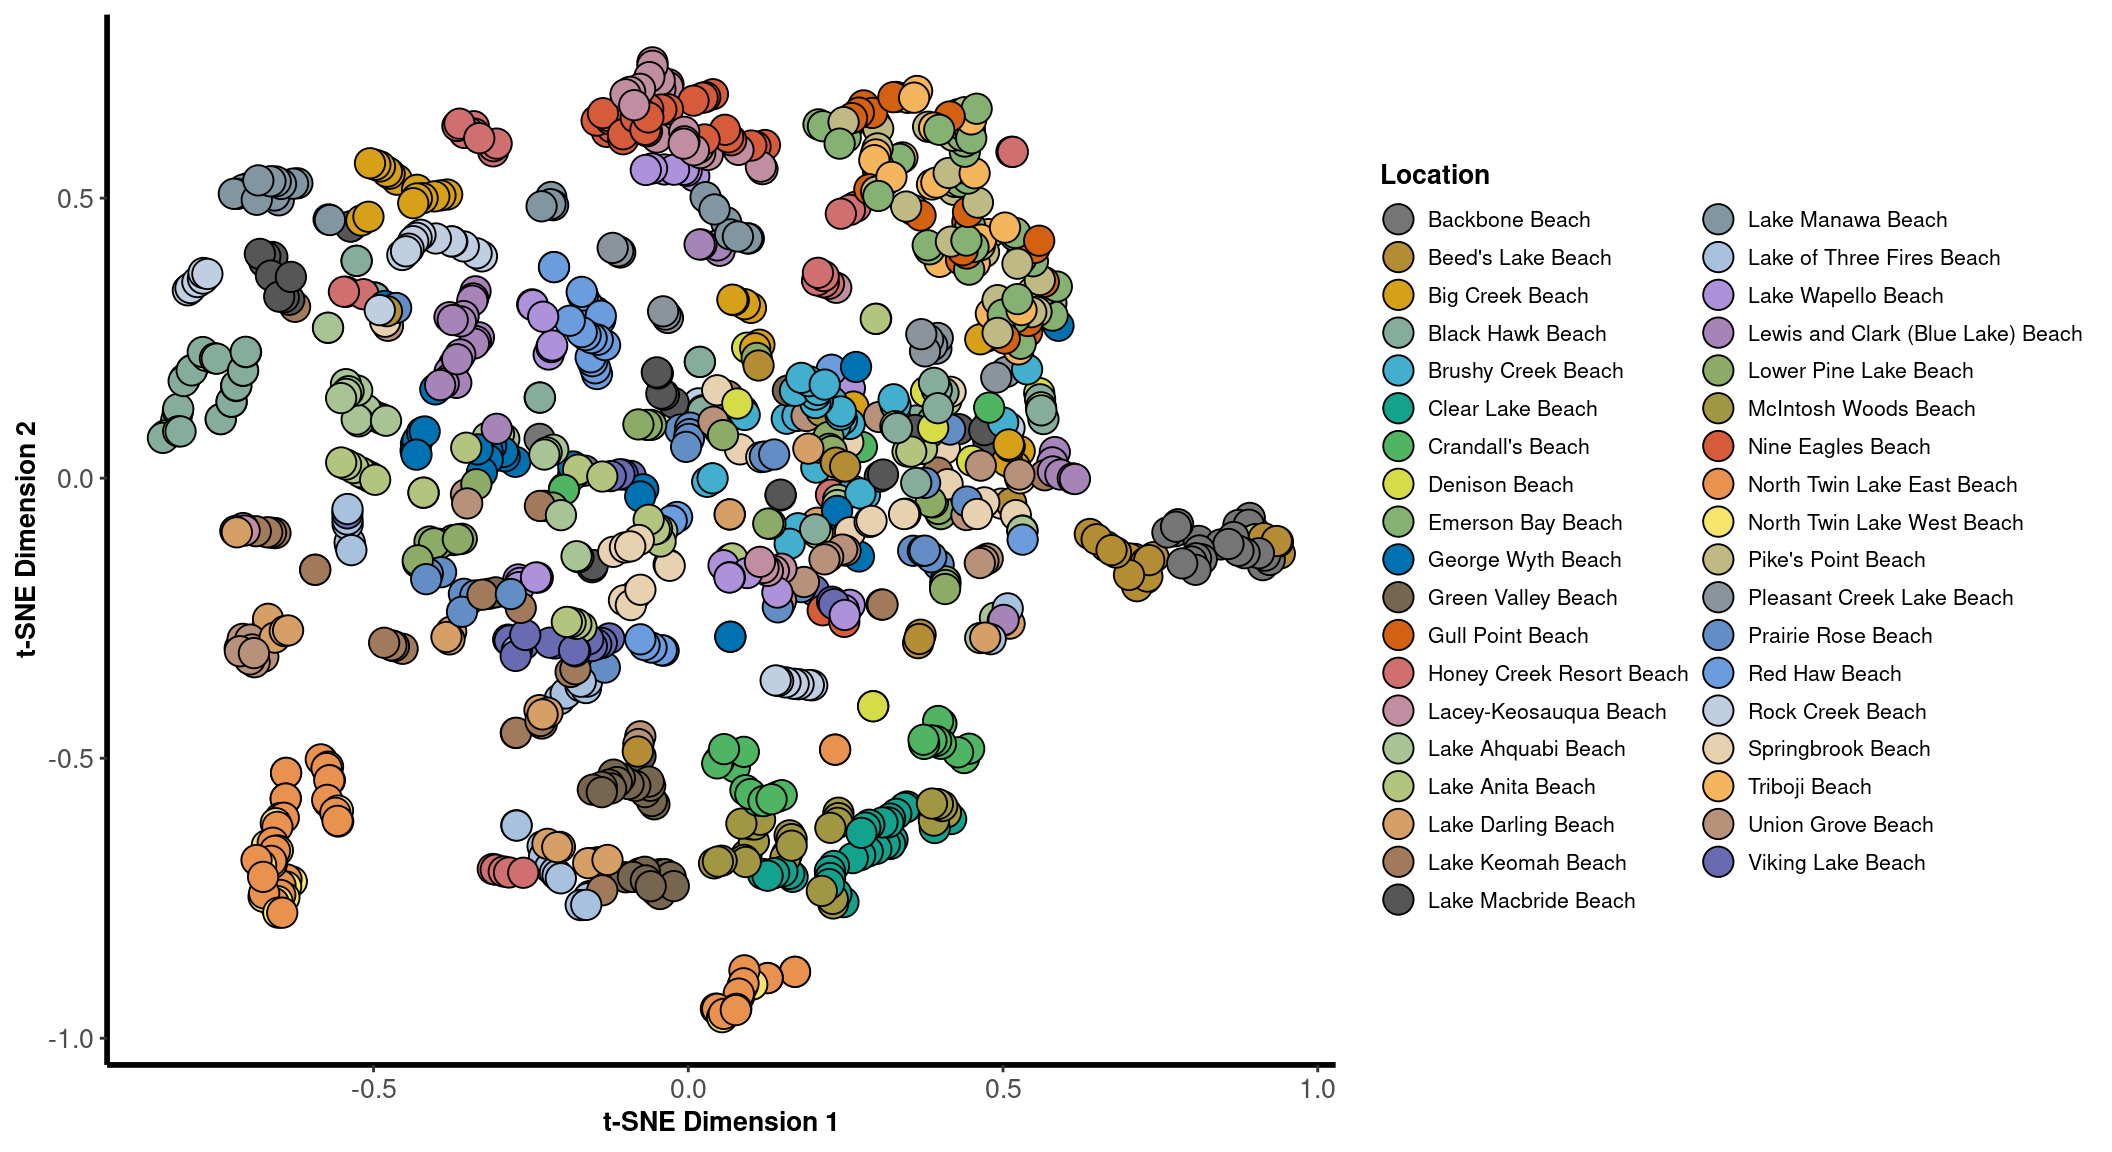 0.5
0.0
-0.5
-1.0
t-SNE Dimension 2
-0.5
0.0
0.5
1.0
t-SNE Dimension 1
Location
Backbone Beach
Beed's Lake Beach
Big Creek Beach
Black Hawk Beach
Brushy Creek Beach
Clear Lake Beach
Crandall's Beach
Denison Beach
Emerson Bay Beach
George Wyth Beach
Green Valley Beach
Gull Point Beach
Honey Creek Resort Beach
Lacey-Keosauqua Beach
Lake Ahquabi Beach
Lake Anita Beach
Lake Darling Beach
Lake Keomah Beach
Lake Macbride Beach
Lake Manawa Beach
Lake of Three Fires Beach
Lake Wapello Beach
Lewis and Clark (Blue Lake) Beach
Lower Pine Lake Beach
McIntosh Woods Beach
Nine Eagles Beach
North Twin Lake East Beach
North Twin Lake West Beach
Pike's Point Beach
Pleasant Creek Lake Beach
Prairie Rose Beach
Red Haw Beach
Rock Creek Beach
Springbrook Beach
Triboji Beach
Union Grove Beach
Viking Lake Beach